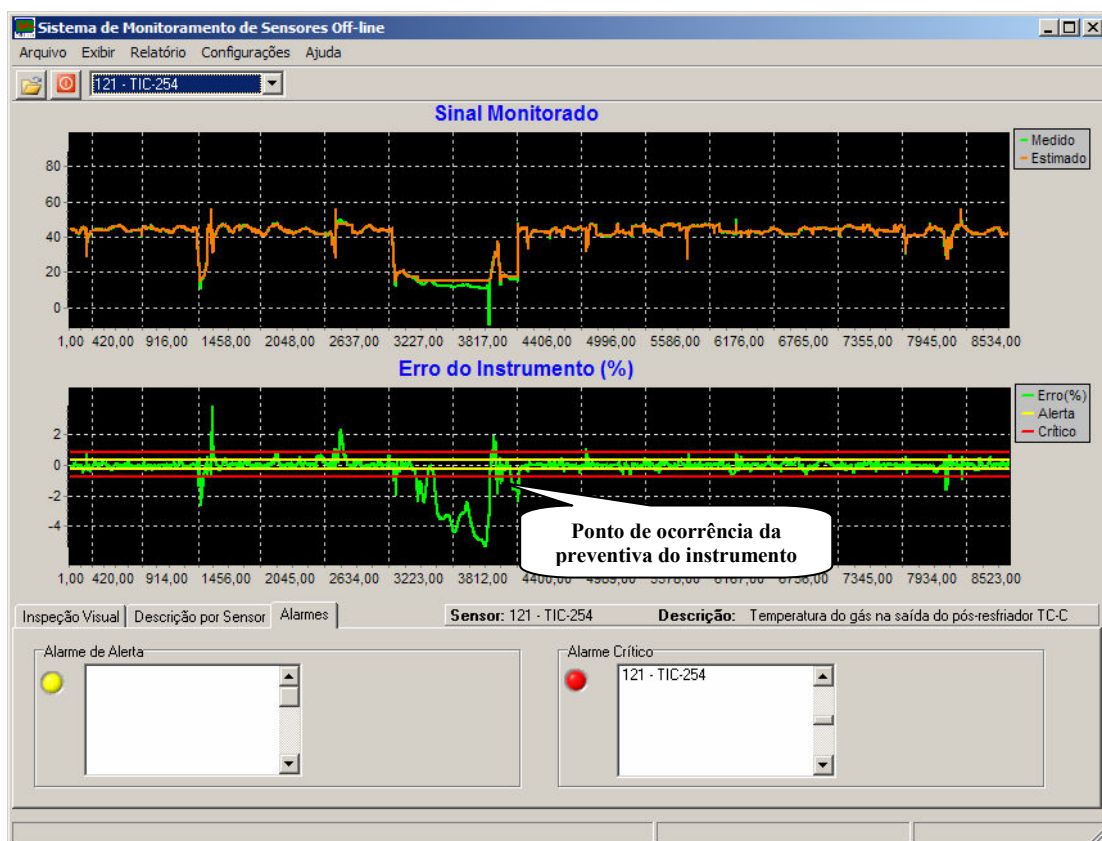 Sistema de Monitoramento de Sensores Off-line
Arquivo Exibir Relatório Configurações Ajuda
121 - TIC-254
Sinal Monitorado
Medido
Estimado
80
60
40
20
0
1,00 420,00 916,00 1458,00 2048,00 2637,00 3227,00 3817,00 4406,00 4996,00 5586,00 6176,00 6765,00 7355,00 7945,00 8534,00
Erro do Instrumento (%)
Erro(%)
Alerta
Crítico
2
0
-2
-4
Ponto de ocorrência da
preventiva do instrumento
1,00 420,00 914,00 1456,00 2045,00 2634,00 3223,00 3812,00 7345,00 7934,00 8523,00
Inspeção Visual Descrição por Sensor Alarmes Sensor: 121 - TIC-254 Descrição: Temperatura do gás na saída do pós-resfriador TC-C
Alarme de Alerta
Alarme Crítico
121 - TIC-254